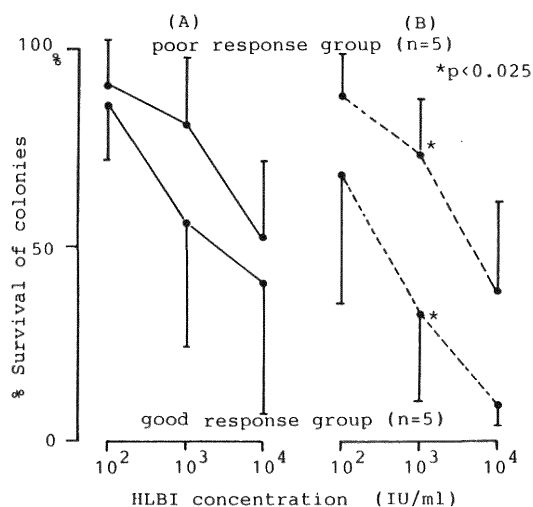 (A) (B)
100
%
poor response group (n=5)
*p<0.025
*
50
*
% Survival of colonies
good response group (n=5)
0
10² 10³ 10⁴ 10² 10³ 10⁴
HLBI concentration (IU/ml)